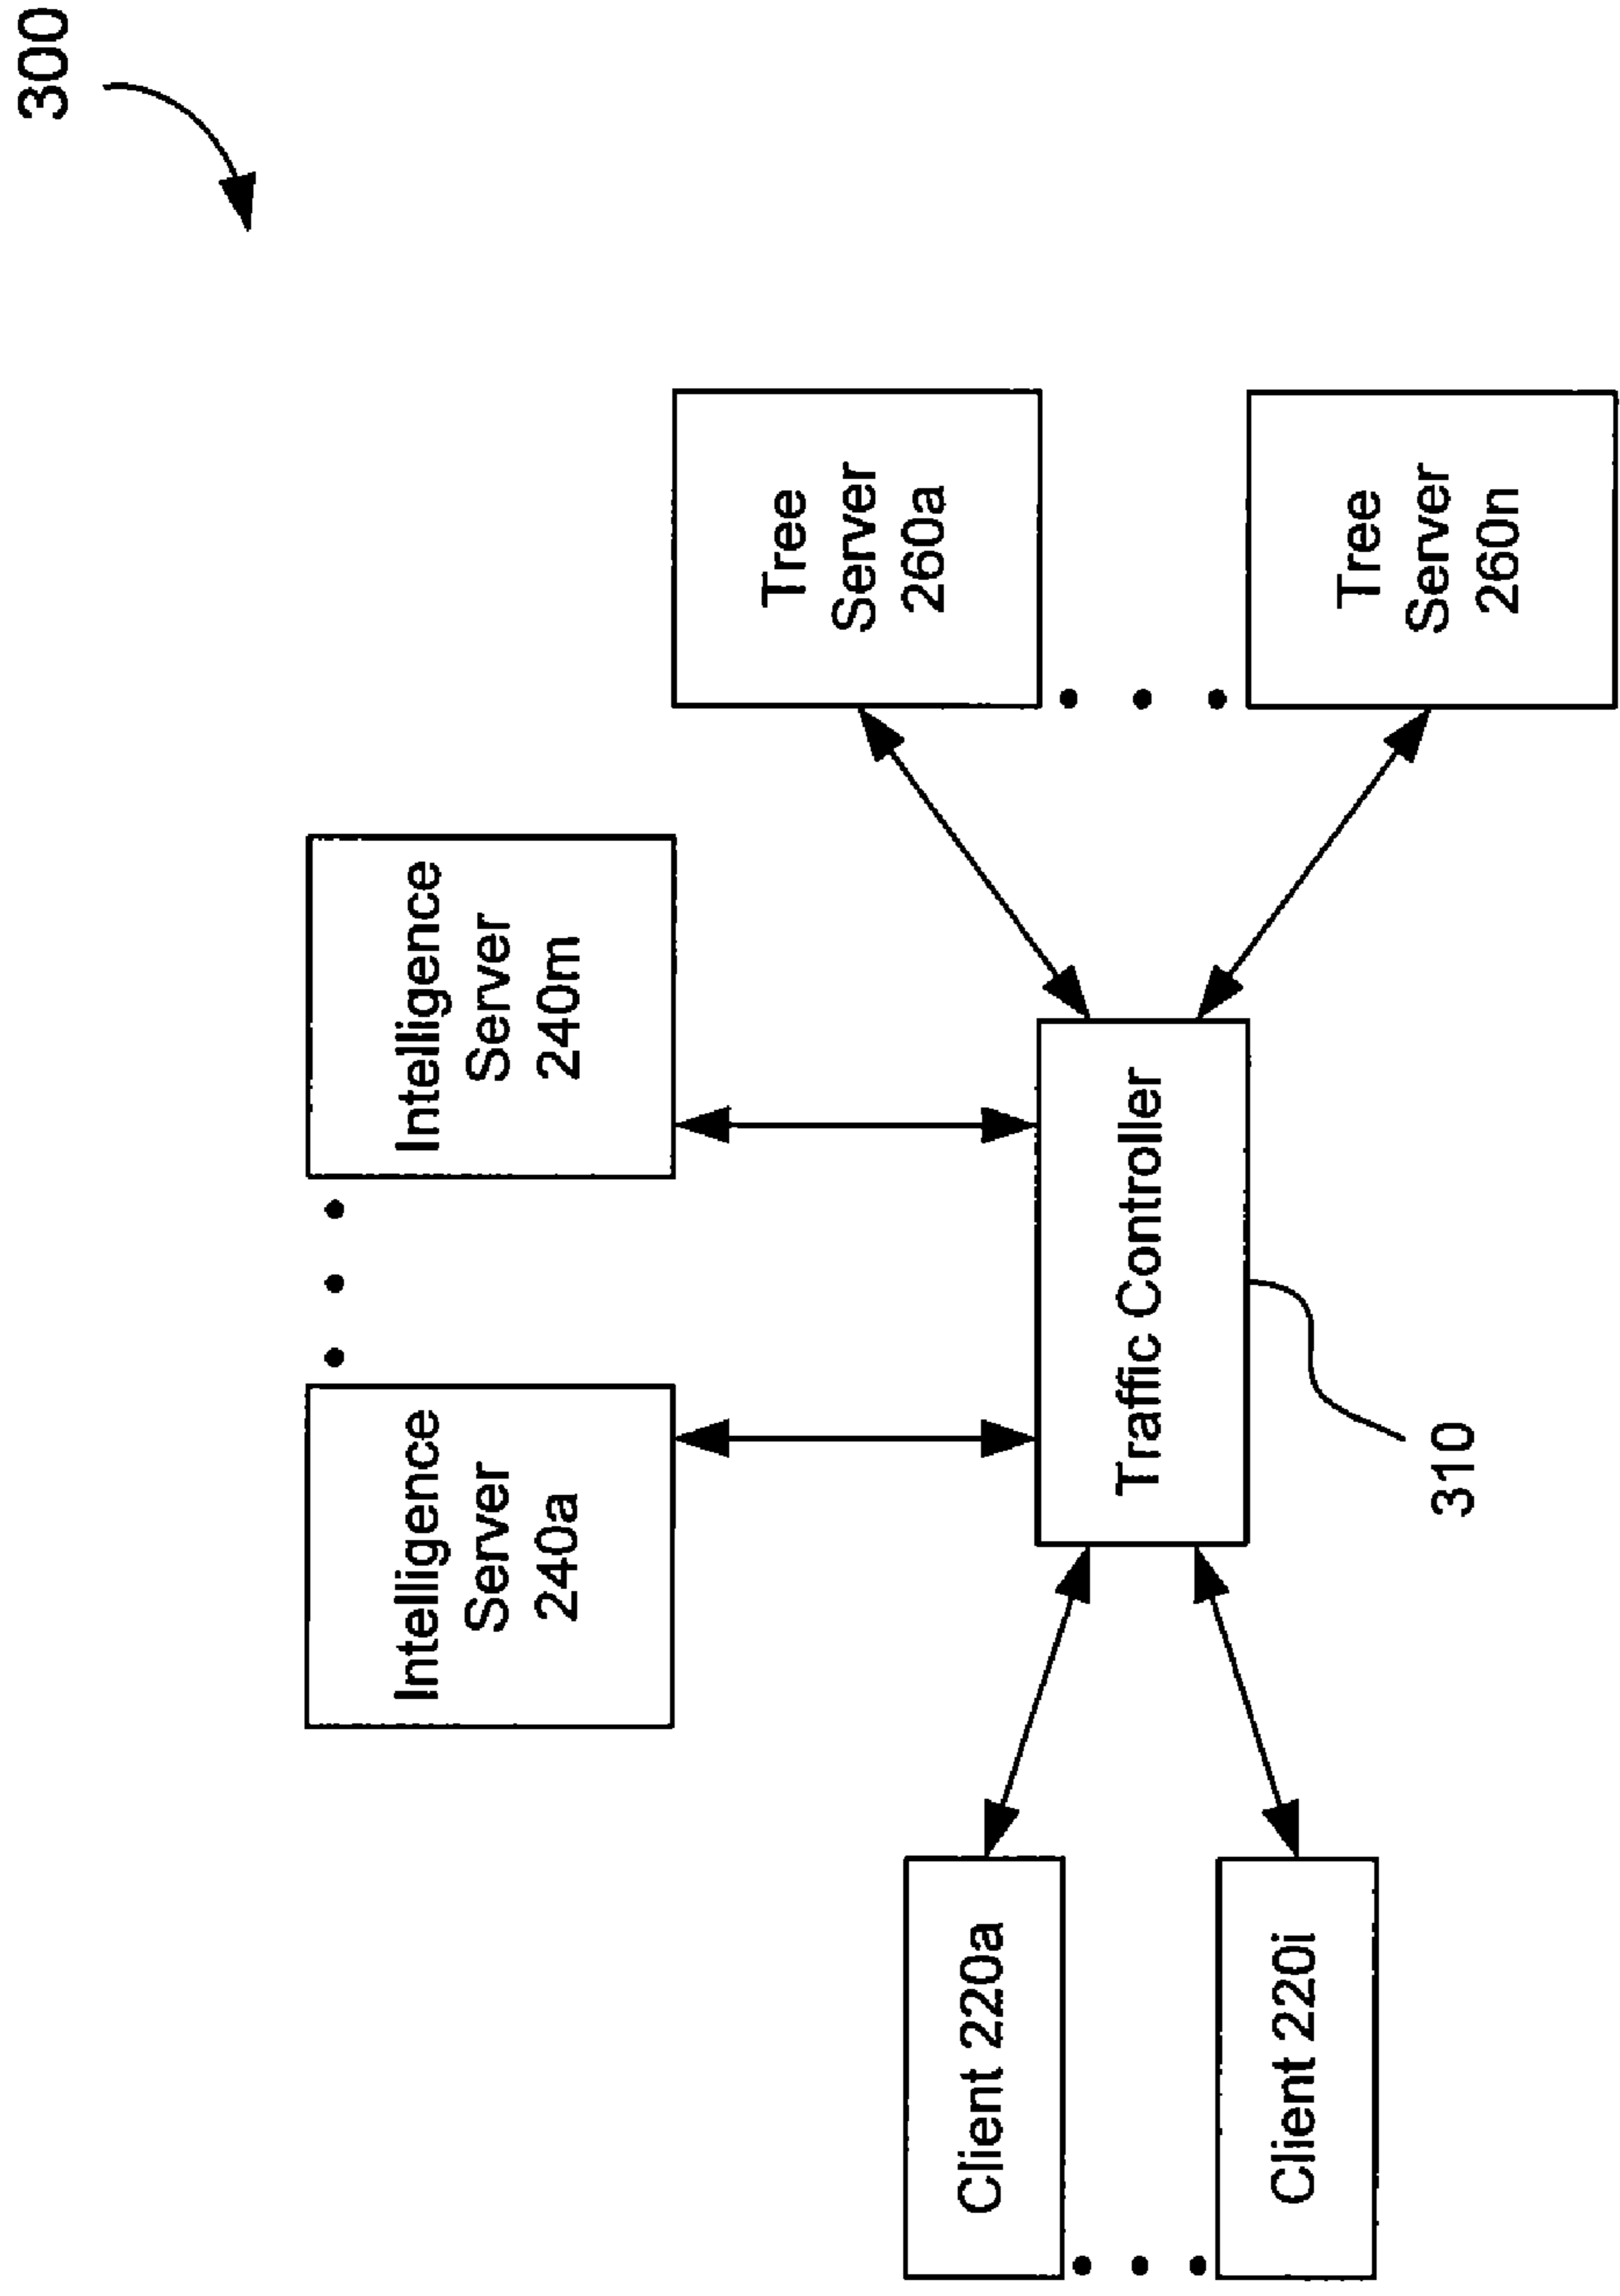 300
Intelligence
Server
240a
Intelligence
Server
240m
Tree
Server
260a
Tree
Server
260n
Traffic Controller
310
Client 220a
Client 220i